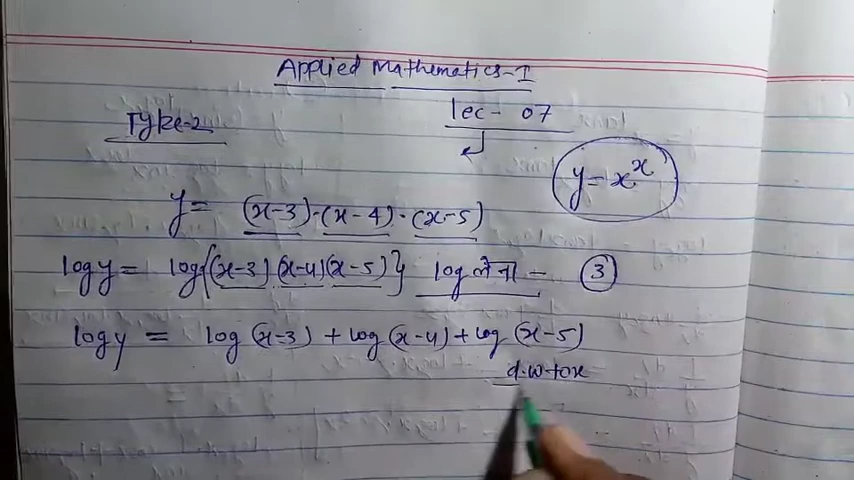 Applied Mathematics-I
lec- 07
Type-2
y = x^x
y = (x-3)·(x-4)·(x-5)
log y = log{(x-3)(x-4)(x-5)} log लेना - (3)
log y = log (x-3) + log(x-4) + log (x-5)
d.w.to x